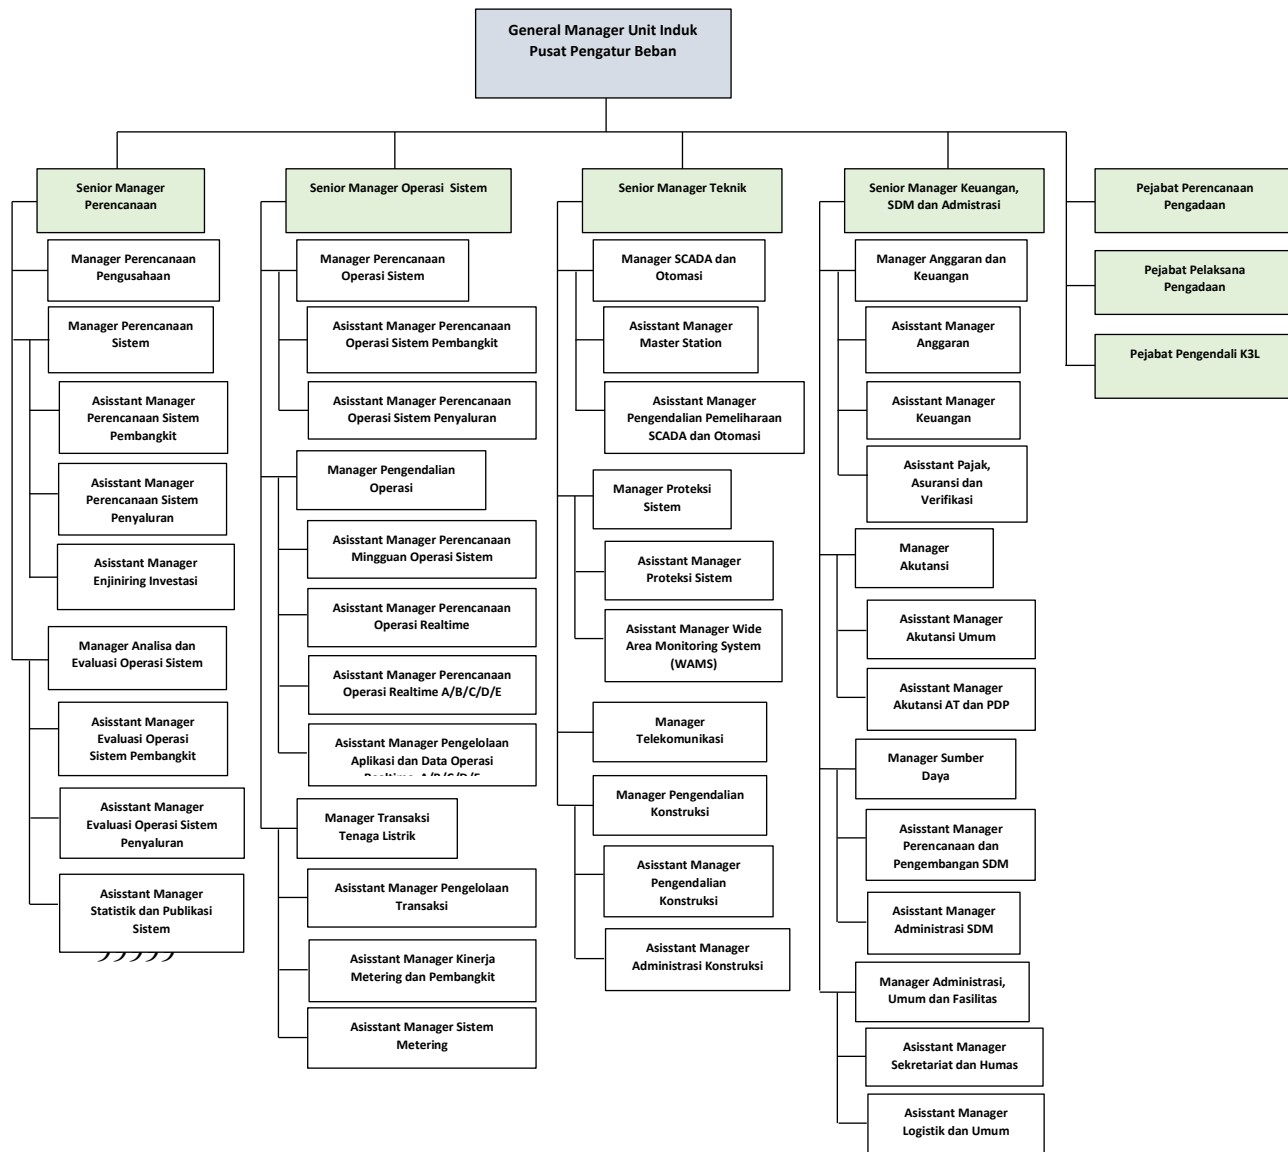 General Manager Unit Induk
Pusat Pengatur Beban
Senior Manager
Perencanaan
Manager Perencanaan
Pengusahaan
Manager Perencanaan
Sistem
Asisstant Manager
Perencanaan Sistem
Pembangkit
Asisstant Manager
Perencanaan Sistem
Penyaluran
Asisstant Manager
Enjiniring Investasi
Manager Analisa dan
Evaluasi Operasi Sistem
Asisstant Manager
Evaluasi Operasi
Sistem Pembangkit
Asisstant Manager
Evaluasi Operasi Sistem
Penyaluran
Asisstant Manager
Statistik dan Publikasi
Sistem
Senior Manager Operasi Sistem
Manager Perencanaan
Operasi Sistem
Asisstant Manager Perencanaan
Operasi Sistem Pembangkit
Asisstant Manager Perencanaan
Operasi Sistem Penyaluran
Manager Pengendalian
Operasi
Asisstant Manager Perencanaan
Mingguan Operasi Sistem
Asisstant Manager Perencanaan
Operasi Realtime
Asisstant Manager Perencanaan
Operasi Realtime A/B/C/D/E
Asisstant Manager Pengelolaan
Aplikasi dan Data Operasi
Realtime A/B/C/D/E
Manager Transaksi
Tenaga Listrik
Asisstant Manager Pengelolaan
Transaksi
Asisstant Manager Kinerja
Metering dan Pembangkit
Asisstant Manager Sistem
Metering
Senior Manager Teknik
Manager SCADA dan
Otomasi
Asisstant Manager
Master Station
Asisstant Manager
Pengendalian Pemeliharaan
SCADA dan Otomasi
Manager Proteksi
Sistem
Asisstant Manager
Proteksi Sistem
Asisstant Manager Wide
Area Monitoring System
(WAMS)
Manager
Telekomunikasi
Manager Pengendalian
Konstruksi
Asisstant Manager
Pengendalian
Konstruksi
Asisstant Manager
Administrasi Konstruksi
Senior Manager Keuangan,
SDM dan Admistrasi
Manager Anggaran dan
Keuangan
Asisstant Manager
Anggaran
Asisstant Manager
Keuangan
Asisstant Pajak,
Asuransi dan
Verifikasi
Manager
Akutansi
Asisstant Manager
Akutansi Umum
Asisstant Manager
Akutansi AT dan PDP
Manager Sumber
Daya
Asisstant Manager
Perencanaan dan
Pengembangan SDM
Asisstant Manager
Administrasi SDM
Manager Administrasi,
Umum dan Fasilitas
Asisstant Manager
Sekretariat dan Humas
Asisstant Manager
Logistik dan Umum
Pejabat Perencanaan
Pengadaan
Pejabat Pelaksana
Pengadaan
Pejabat Pengendali K3L